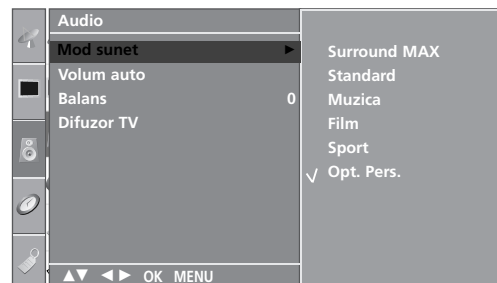 Audio
Mod sunet ►
Volum auto
Balans 0
Difuzor TV
▲▼ ◄► OK MENU
Surround MAX
Standard
Muzica
Film
Sport
√ Opt. Pers.